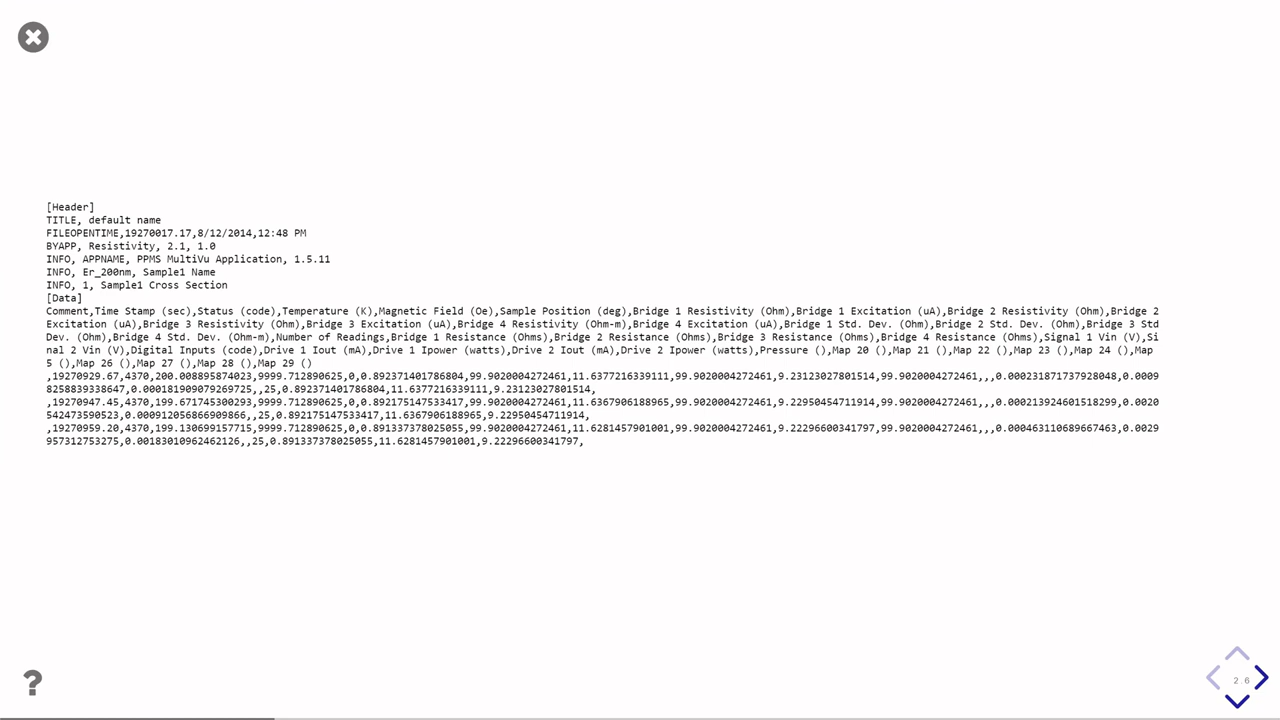 [Header]
TITLE, default name
FILEOPENTIME,19270017.17,8/12/2014,12:48 PM
BYAPP, Resistivity, 2.1, 1.0
INFO, APPNAME, PPMS MultiVu Application, 1.5.11
INFO, Er_200nm, Sample1 Name
INFO, 1, Sample1 Cross Section
[Data]
Comment,Time Stamp (sec),Status (code),Temperature (K),Magnetic Field (Oe),Sample Position (deg),Bridge 1 Resistivity (Ohm),Bridge 1 Excitation (uA),Bridge 2 Resistivity (Ohm),Bridge 2
Excitation (uA),Bridge 3 Resistivity (Ohm),Bridge 3 Excitation (uA),Bridge 4 Resistivity (Ohm-m),Bridge 4 Excitation (uA),Bridge 1 Std. Dev. (Ohm),Bridge 2 Std. Dev. (Ohm),Bridge 3 Std
Dev. (Ohm),Bridge 4 Std. Dev. (Ohm-m),Number of Readings,Bridge 1 Resistance (Ohms),Bridge 2 Resistance (Ohms),Bridge 3 Resistance (Ohms),Bridge 4 Resistance (Ohms),Signal 1 Vin (V),Si
nal 2 Vin (V),Digital Inputs (code),Drive 1 Iout (mA),Drive 1 Ipower (watts),Drive 2 Iout (mA),Drive 2 Ipower (watts),Pressure (),Map 20 (),Map 21 (),Map 22 (),Map 23 (),Map 24 (),Map
5 (),Map 26 (),Map 27 (),Map 28 (),Map 29 ()
,19270929.67,4370,200.008895874023,9999.712890625,0,0.892371401786804,99.9020004272461,11.6377216339111,99.9020004272461,9.23123027801514,99.9020004272461,,,0.000231871737928048,0.0009
8258839338647,0.000181909079269725,,25,0.892371401786804,11.6377216339111,9.23123027801514,
,19270947.45,4370,199.671745300293,9999.712890625,0,0.892175147533417,99.9020004272461,11.6367906188965,99.9020004272461,9.22950454711914,99.9020004272461,,,0.000213924601518299,0.0020
542473590523,0.000912056866909866,,25,0.892175147533417,11.6367906188965,9.22950454711914,
,19270959.20,4370,199.130699157715,9999.712890625,0,0.891337378025055,99.9020004272461,11.6281457901001,99.9020004272461,9.22296600341797,99.9020004272461,,,0.000463110689667463,0.0029
957312753275,0.00183010962462126,,25,0.891337378025055,11.6281457901001,9.22296600341797,
?
2.6